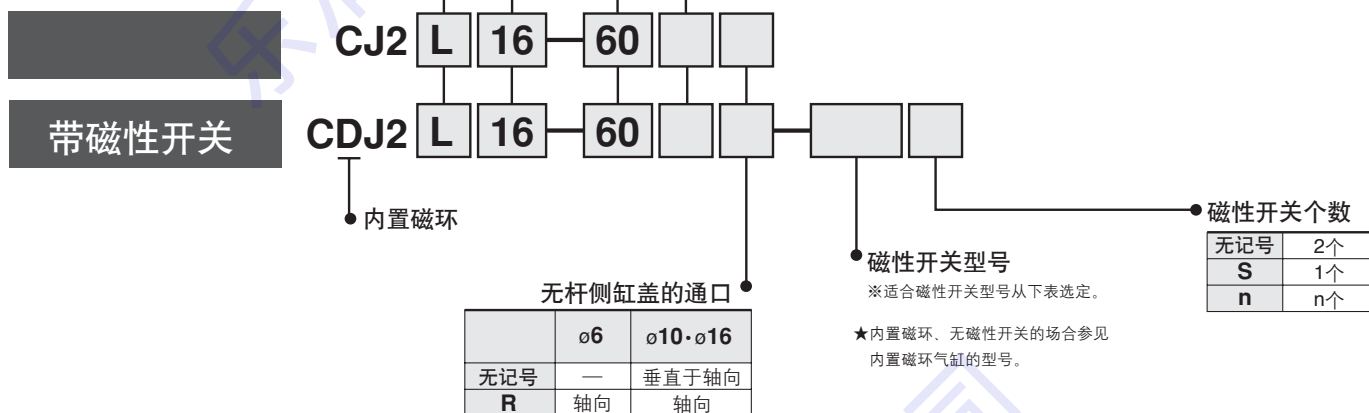 CJ2 L 16 — 60
带磁性开关 CDJ2 L 16 — 60 —
内置磁环
磁性开关个数
无记号 2个
S 1个
n n个
磁性开关型号
※适合磁性开关型号从下表选定。
★内置磁环、无磁性开关的场合参见
内置磁环气缸的型号。
无杆侧缸盖的通口
ø6 ø10·ø16
无记号 — 垂直于轴向
R 轴向 轴向